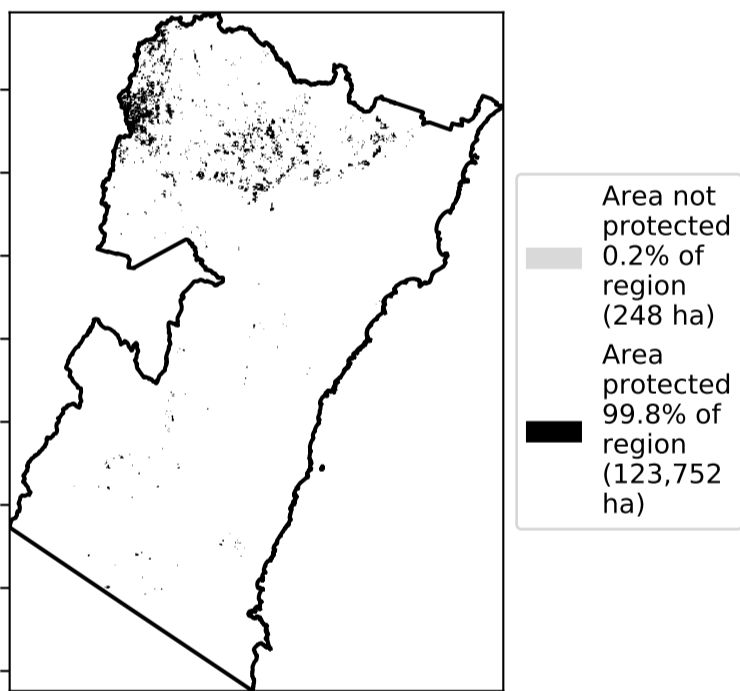 Area not
protected
0.2% of
region
(248 ha)
Area
protected
99.8% of
region
(123,752
ha)